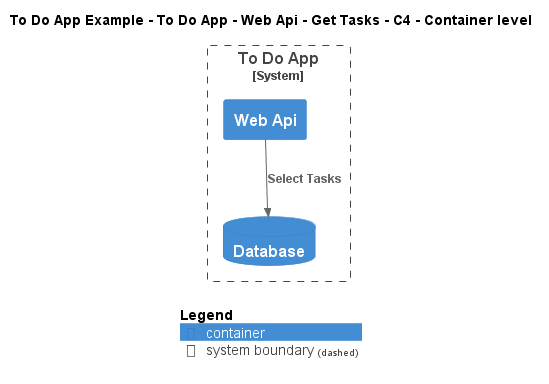 To Do App Example - To Do App - Web Api - Get Tasks - C4 - Container level
To Do App
[System]
Web Api
Select Tasks
Database
Legend
container
system boundary (dashed)